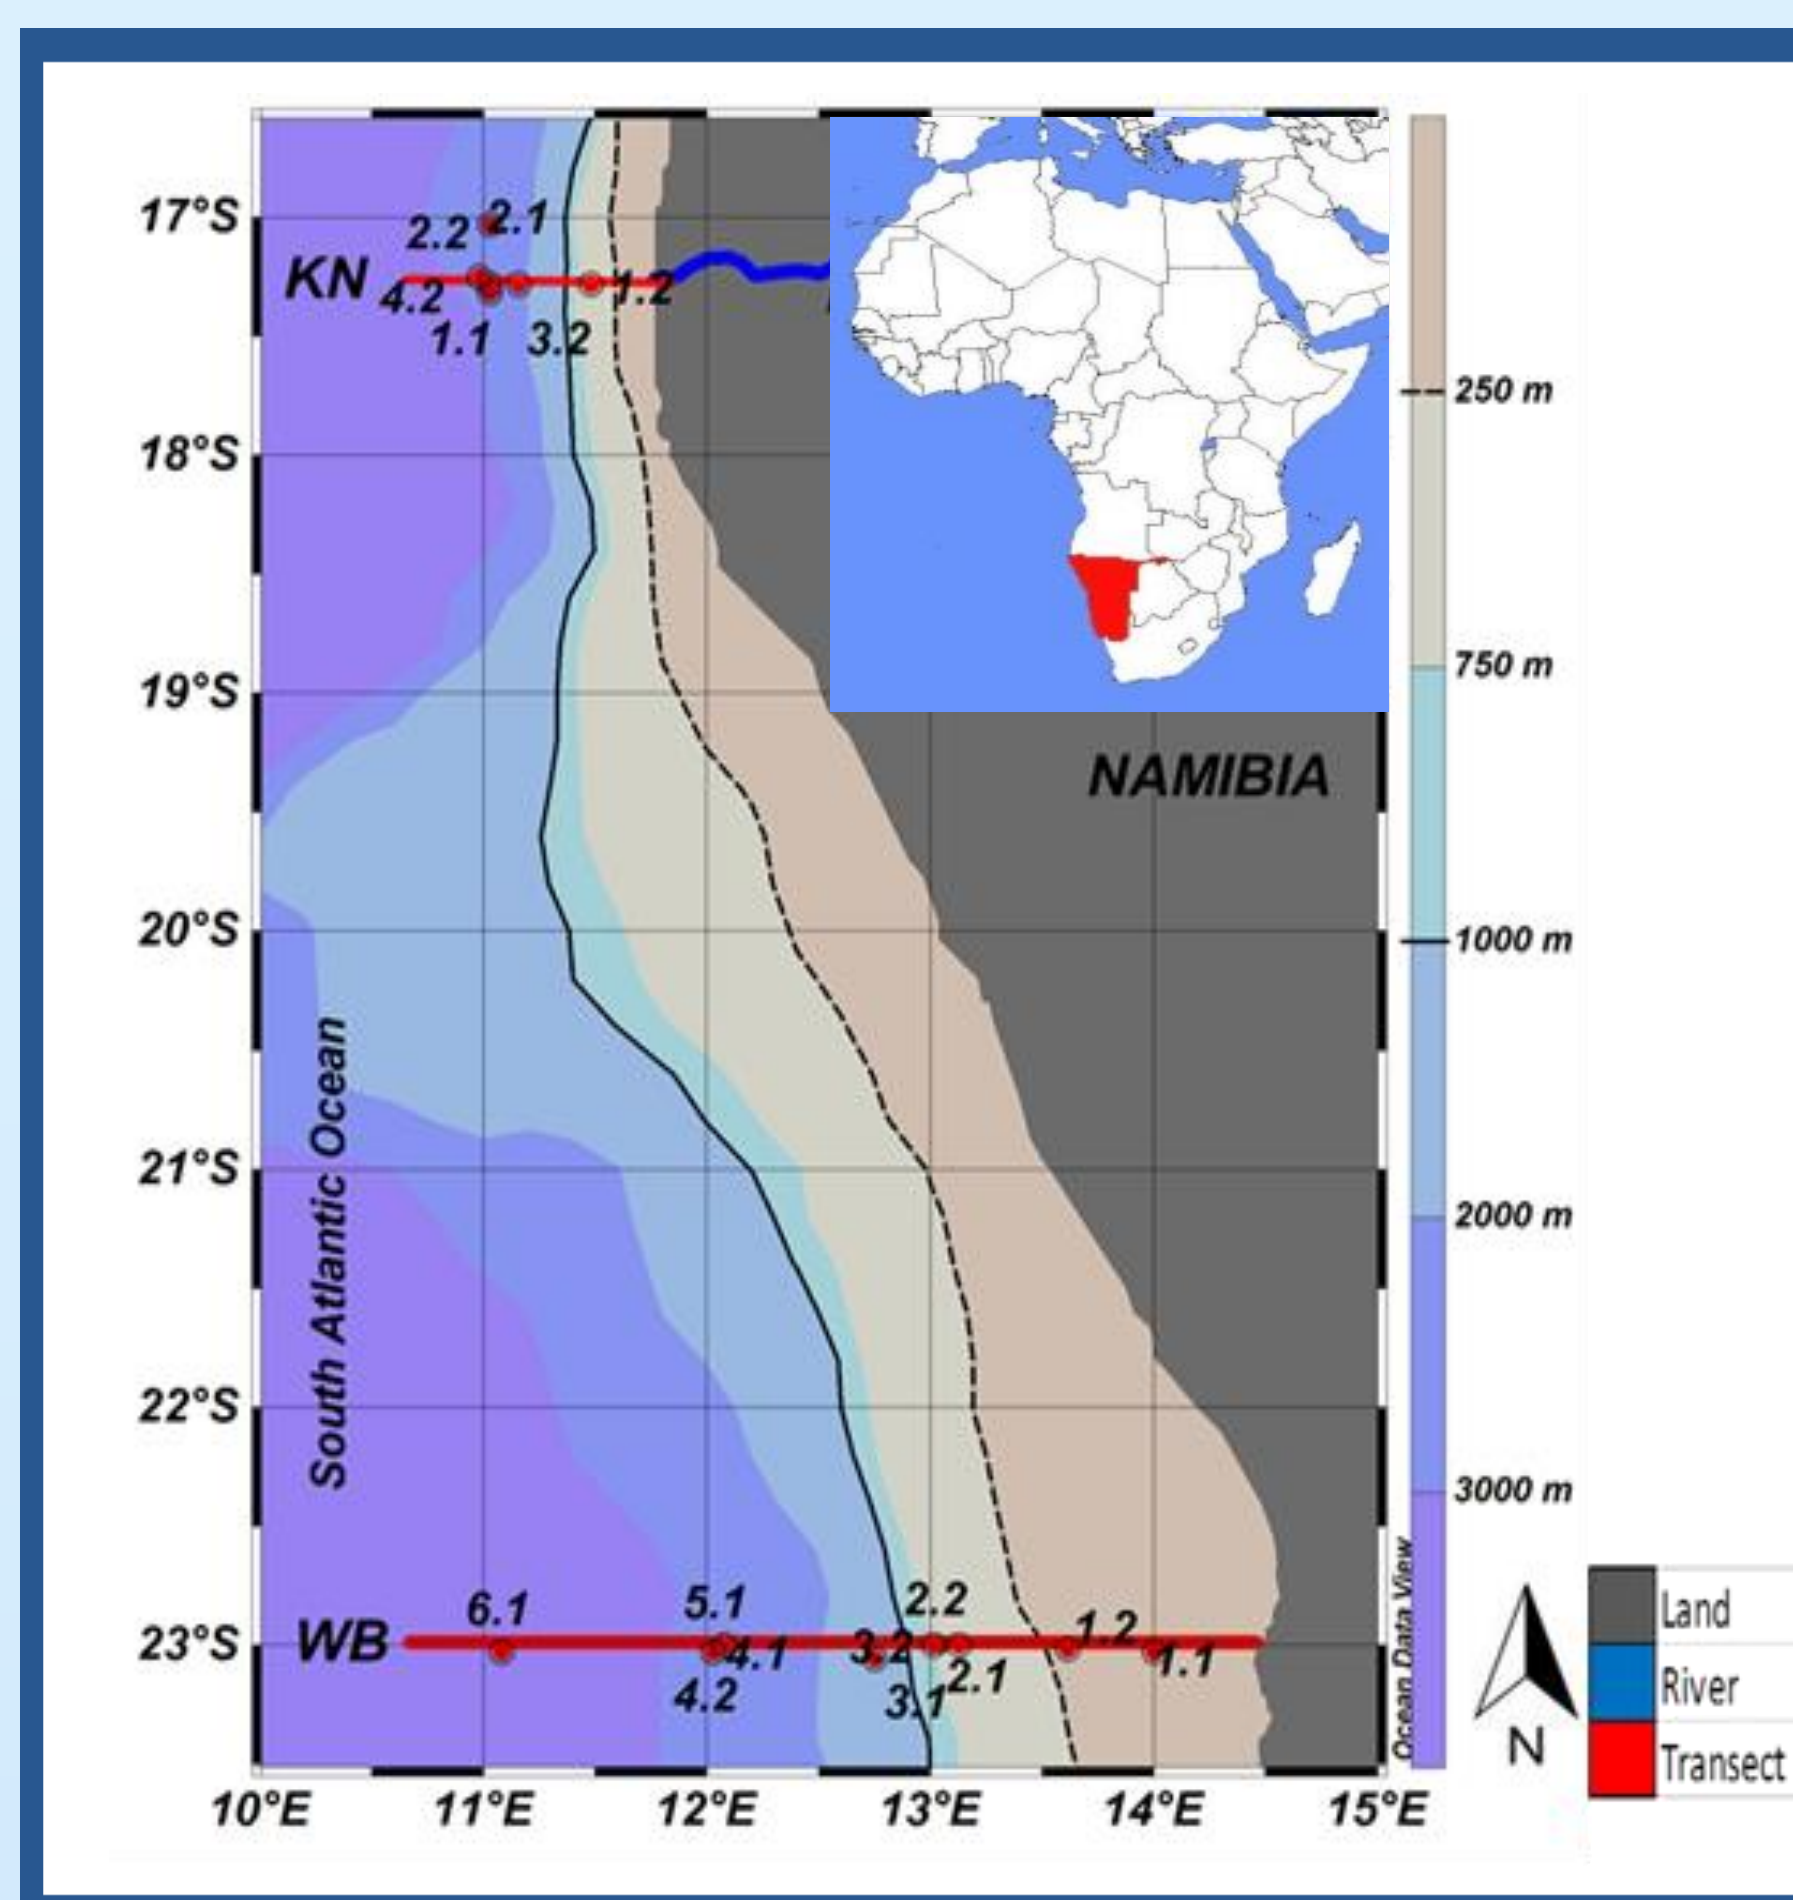 17°S
2.2
2.1
KN
4.2
1.2
1.1
3.2
18°S
19°S
20°S
21°S
22°S
23°S
NAMIBIA
South Atlantic Ocean
WB
6.1
5.1
4.1
4.2
3.2
2.2
3.1
2.1
1.2
1.1
10°E
11°E
12°E
13°E
14°E
15°E
250 m
750 m
1000 m
2000 m
3000 m
Ocean Data View
N
Land
River
Transect